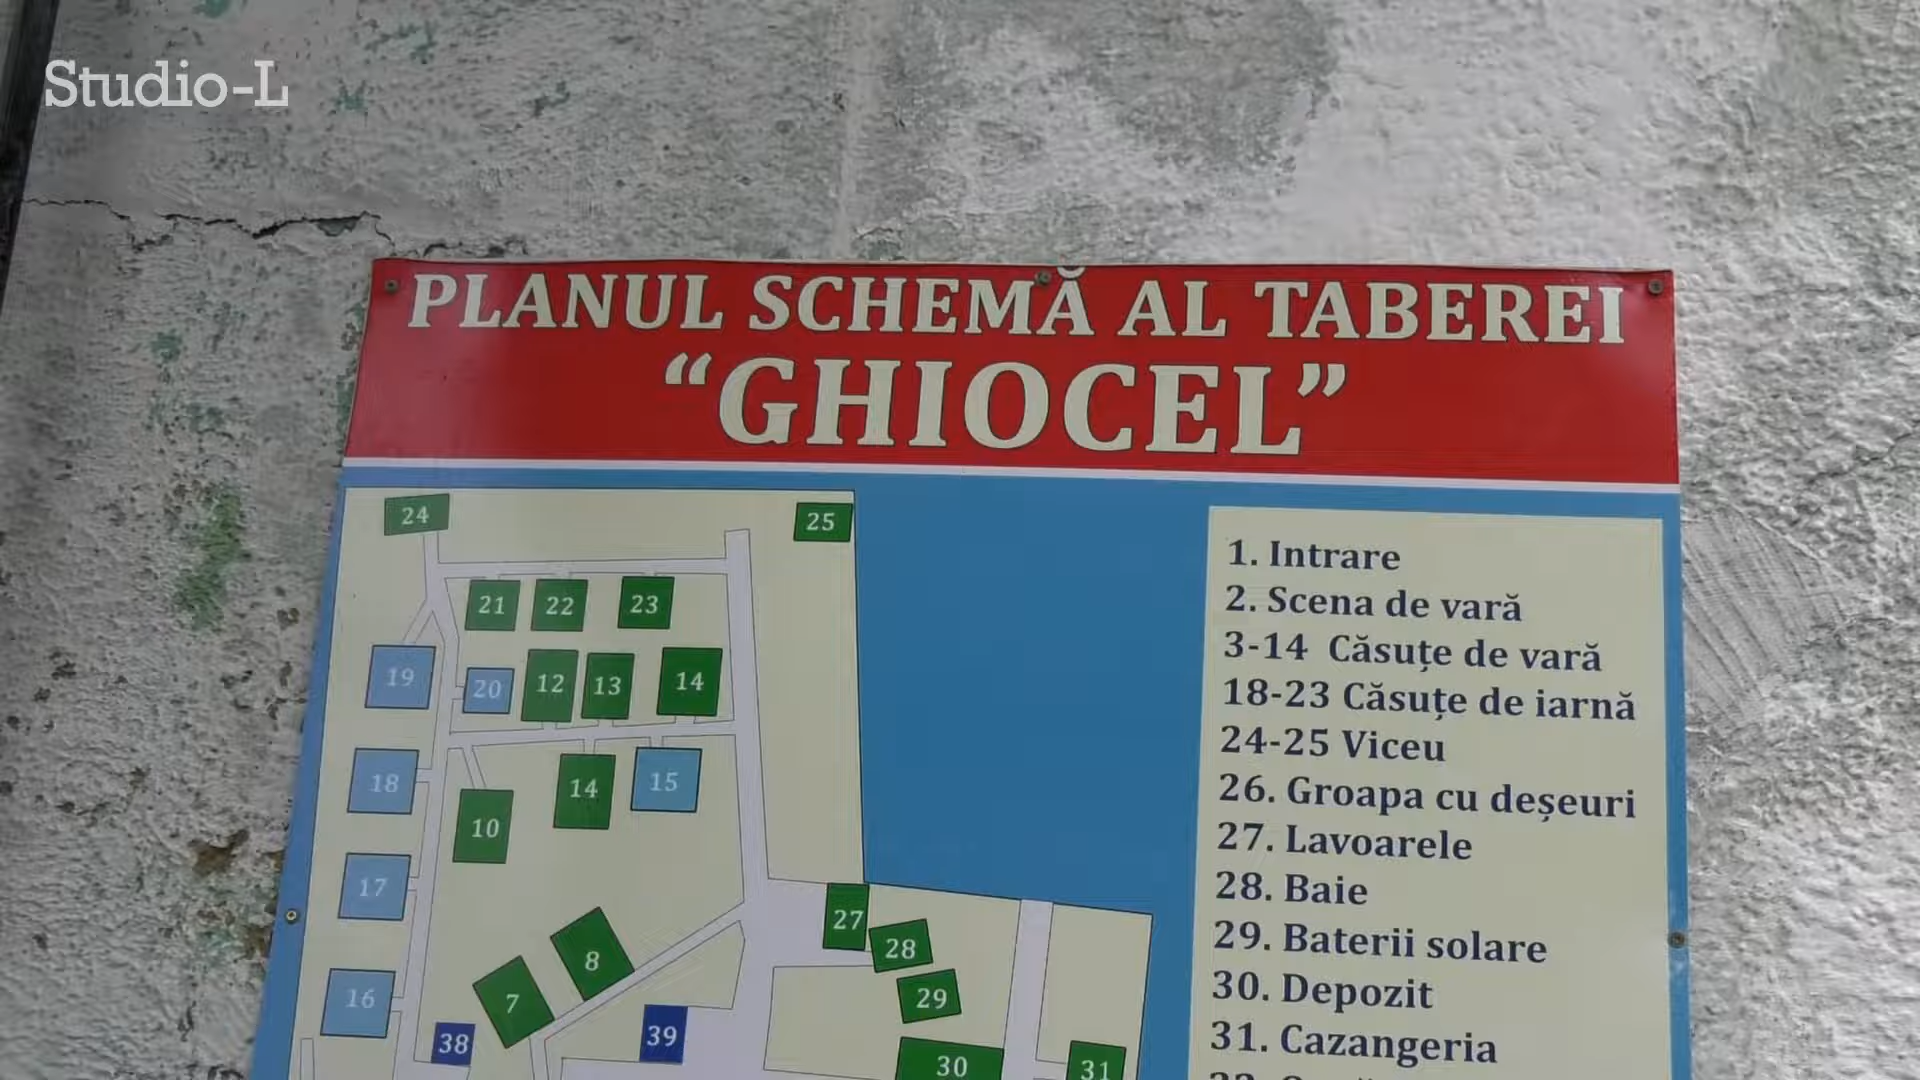 Studio-L
PLANUL SCHEMĂ AL TABEREI
“GHIOCEL”
24
25
21 22 23
19 20 12 13 14
18 14 15
10
17
27
8 28
7 29
16
38 39
30 31
1. Intrare
2. Scena de vară
3-14 Căsuțe de vară
18-23 Căsuțe de iarnă
24-25 Viceu
26. Groapa cu deșeuri
27. Lavoarele
28. Baie
29. Baterii solare
30. Depozit
31. Cazangeria